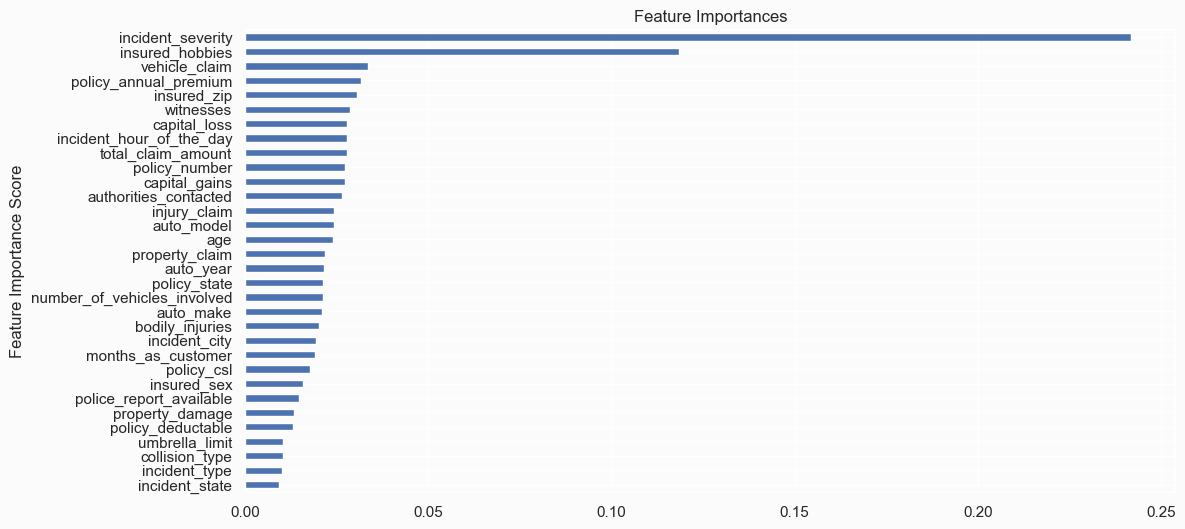 Feature Importances
Feature Importance Score
incident_severity
insured_hobbies
vehicle_claim
policy_annual_premium
insured_zip
witnesses
capital_loss
incident_hour_of_the_day
total_claim_amount
policy_number
capital_gains
authorities_contacted
injury_claim
auto_model
age
property_claim
auto_year
policy_state
number_of_vehicles_involved
auto_make
bodily_injuries
incident_city
months_as_customer
policy_csl
insured_sex
police_report_available
property_damage
policy_deductable
umbrella_limit
collision_type
incident_type
incident_state
0.00 0.05 0.10 0.15 0.20 0.25